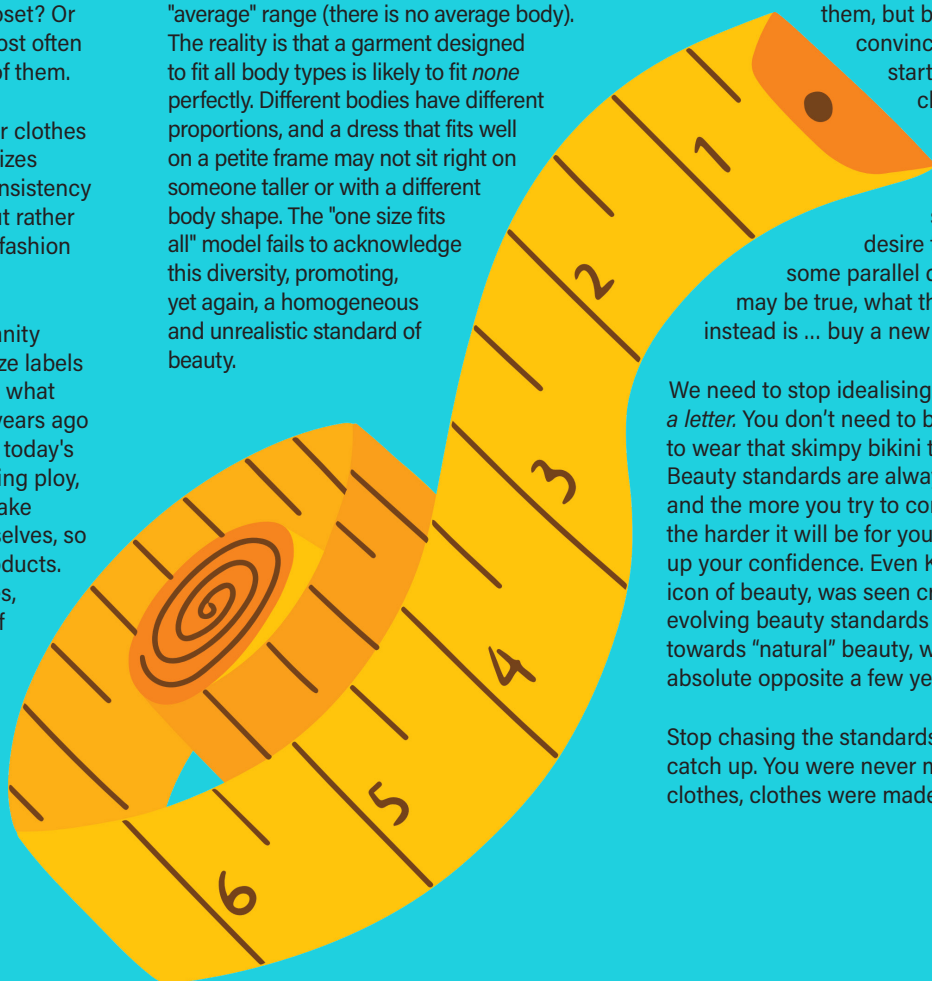 oset? Or
ost often
of them.
r clothes
izes
nsistency
ut rather
fashion
anity
ze labels
what
years ago
today's
ing ploy,
ake
selves, so
ducts.
es,
f
"average" range (there is no average body).
The reality is that a garment designed
to fit all body types is likely to fit none
perfectly. Different bodies have different
proportions, and a dress that fits well
on a petite frame may not sit right on
someone taller or with a different
body shape. The "one size fits
all" model fails to acknowledge
this diversity, promoting,
yet again, a homogeneous
and unrealistic standard of
beauty.
1
2
3
4
5
6
them, but b
convinc
start
cl
s
desire t
some parallel d
may be true, what th
instead is ... buy a new
We need to stop idealising
a letter. You don’t need to b
to wear that skimpy bikini t
Beauty standards are alwa
and the more you try to con
the harder it will be for you
up your confidence. Even K
icon of beauty, was seen cr
evolving beauty standards
towards “natural” beauty, w
absolute opposite a few ye
Stop chasing the standards
catch up. You were never m
clothes, clothes were made